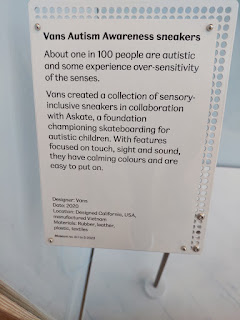 Vans Autism Awareness sneakers
About one in 100 people are autistic
and some experience over-sensitivity
of the senses.
Vans created a collection of sensory-
inclusive sneakers in collaboration
with Askate, a foundation
championing skateboarding for
autistic children. With features
focused on touch, sight and sound,
they have calming colours and are
easy to put on.
Designer: Vans
Date: 2020
Location: Designed California, USA,
manufactured Vietnam
Materials: Rubber, leather,
plastic, textiles